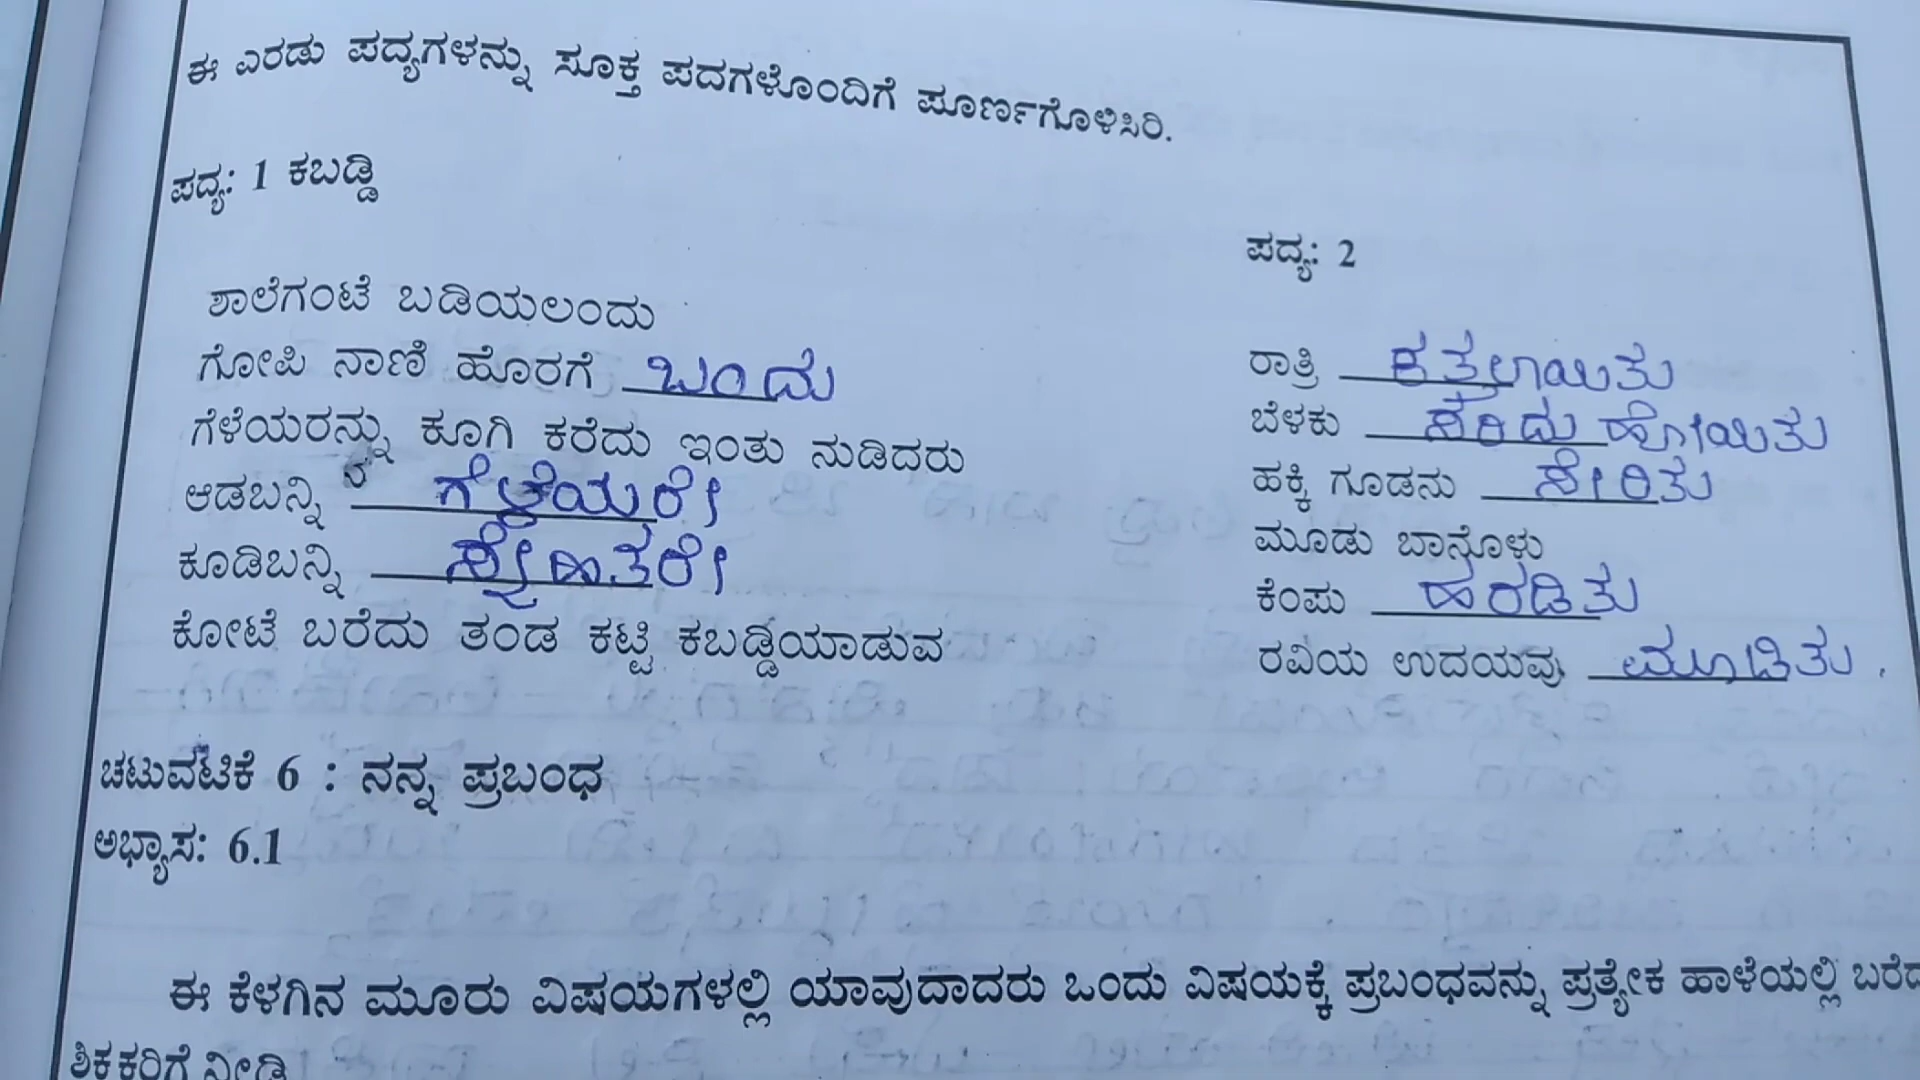 ಈ ಎರಡು ಪದ್ಯಗಳನ್ನು ಸೂಕ್ತ ಪದಗಳೊಂದಿಗೆ ಪೂರ್ಣಗೊಳಿಸಿರಿ.
ಪದ್ಯ: 1 ಕಬಡ್ಡಿ
ಶಾಲೆಗಂಟೆ ಬಡಿಯಲಂದು
ಗೋಪಿ ನಾಣಿ ಹೊರಗೆ ಬಂದು
ಗೆಳೆಯರನ್ನು ಕೂಗಿ ಕರೆದು ಇಂತು ನುಡಿದರು
ಆಡಬನ್ನಿ ಗೆಳೆಯರೇ
ಕೂಡಿಬನ್ನಿ ಸ್ನೇಹಿತರೇ
ಕೋಟೆ ಬರೆದು ತಂಡ ಕಟ್ಟಿ ಕಬಡ್ಡಿಯಾಡುವ
ಪದ್ಯ: 2
ರಾತ್ರಿ ಕತ್ತಲಾಯಿತು
ಬೆಳಕು ಸರಿದು ಹೋಯಿತು
ಹಕ್ಕಿ ಗೂಡನು ಸೇರಿತು
ಮೂಡು ಬಾನೊಳು
ಕೆಂಪು ಹರಡಿತು
ರವಿಯ ಉದಯವು ಮೂಡಿತು.
ಚಟುವಟಿಕೆ 6 : ನನ್ನ ಪ್ರಬಂಧ
ಅಭ್ಯಾಸ: 6.1
ಈ ಕೆಳಗಿನ ಮೂರು ವಿಷಯಗಳಲ್ಲಿ ಯಾವುದಾದರು ಒಂದು ವಿಷಯಕ್ಕೆ ಪ್ರಬಂಧವನ್ನು ಪ್ರತ್ಯೇಕ ಹಾಳೆಯಲ್ಲಿ